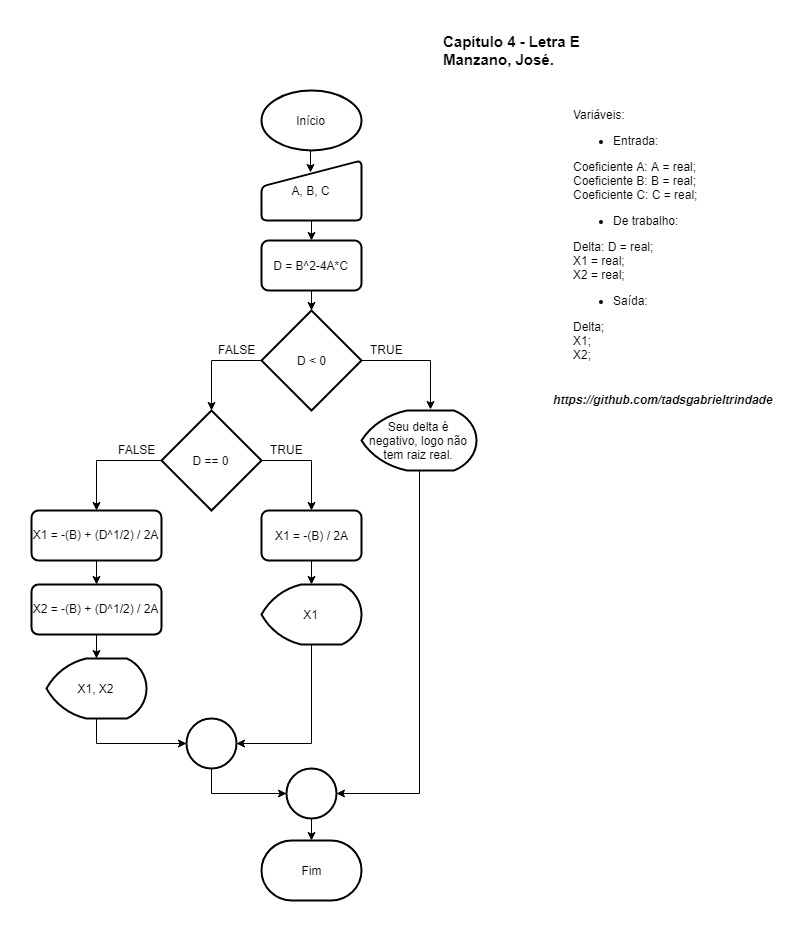 Capítulo 4 - Letra E
Manzano, José.
Variáveis:
Entrada:
Coeficiente A: A = real;
Coeficiente B: B = real;
Coeficiente C: C = real;
De trabalho:
Delta: D = real;
X1 = real;
X2 = real;
Saída:
Delta;
X1;
X2;
https://github.com/tadsgabrieltrindade
Início
A, B, C
D = B^2-4A*C
D < 0
FALSE
TRUE
Seu delta é
negativo, logo não
tem raiz real.
D == 0
FALSE
TRUE
X1 = -(B) + (D^1/2) / 2A
X1 = -(B) / 2A
X2 = -(B) + (D^1/2) / 2A
X1
X1, X2
Fim